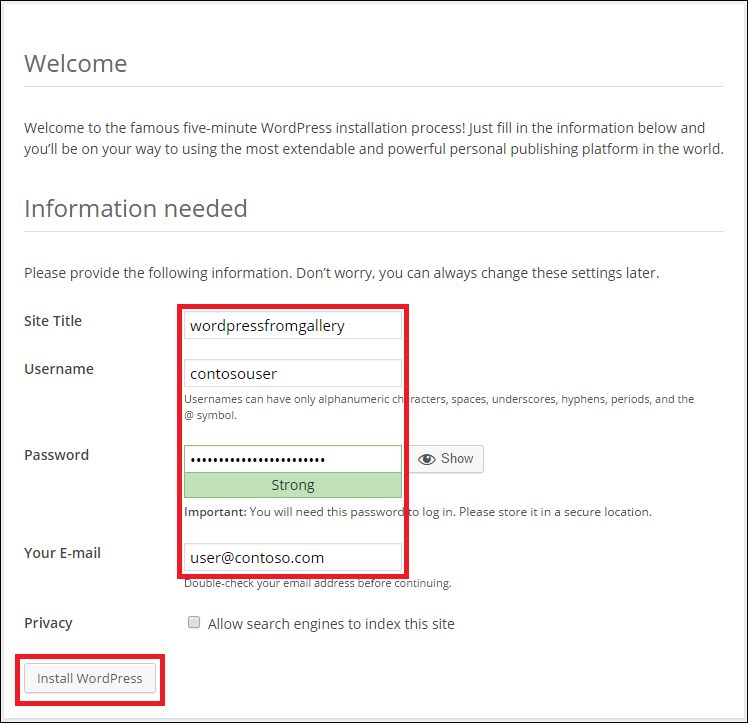 Welcome
Welcome to the famous five-minute WordPress installation process! Just fill in the information below and
you’ll be on your way to using the most extendable and powerful personal publishing platform in the world.
Information needed
Please provide the following information. Don’t worry, you can always change these settings later.
Site Title
wordpressfromgallery
Username
contosouser
Usernames can have only alphanumeric characters, spaces, underscores, hyphens, periods, and the
@ symbol.
Password
••••••••••••••••••••••••
Show
Strong
Important: You will need this password to log in. Please store it in a secure location.
Your E-mail
user@contoso.com
Double-check your email address before continuing.
Privacy
Allow search engines to index this site
Install WordPress